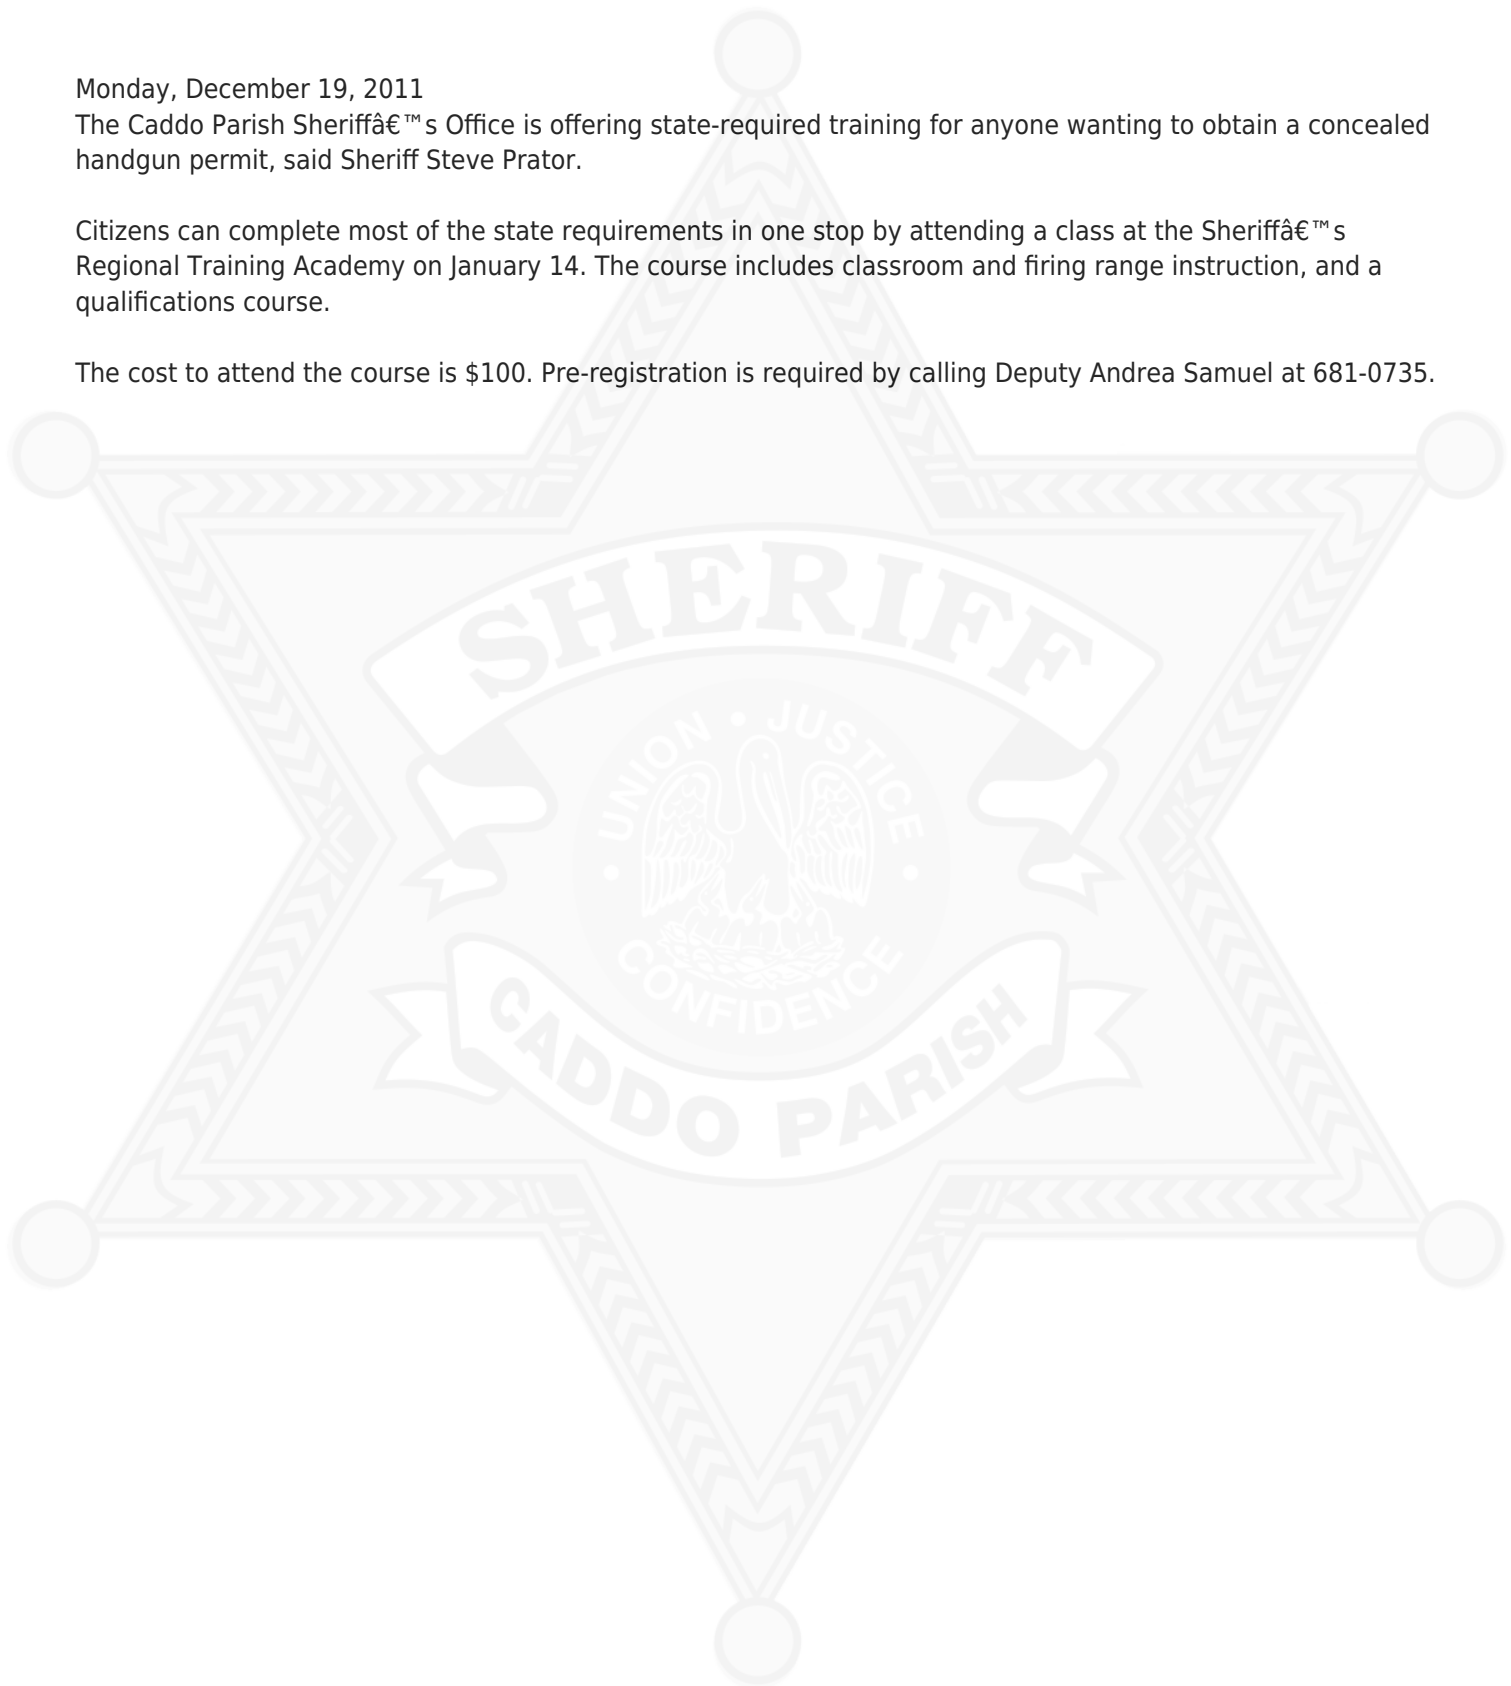 Monday, December 19, 2011
The Caddo Parish Sheriffâ€™s Office is offering state-required training for anyone wanting to obtain a concealed
handgun permit, said Sheriff Steve Prator.
Citizens can complete most of the state requirements in one stop by attending a class at the Sheriffâ€™s
Regional Training Academy on January 14. The course includes classroom and firing range instruction, and a
qualifications course.
The cost to attend the course is $100. Pre-registration is required by calling Deputy Andrea Samuel at 681-0735.
SHERIFF
UNION • JUSTICE
• CONFIDENCE •
CADDO PARISH